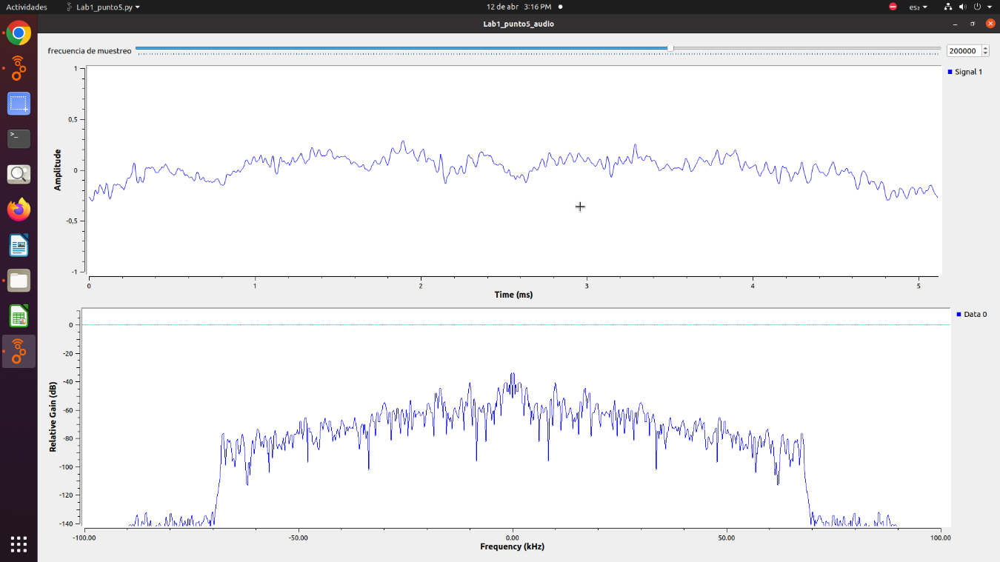 Actividades Lab1_punto5.py 12 de abr 3:16 PM es₂
Lab1_punto5_audio
frecuencia de muestreo 200000
Signal 1
Amplitude
1
0,5
0
-0,5
-1
0 1 2 3 4 5
Time (ms)
Data 0
Relative Gain (dB)
0
-20
-40
-60
-80
-100
-120
-140
-100.00 -50.00 0.00 50.00 100.00
Frequency (kHz)